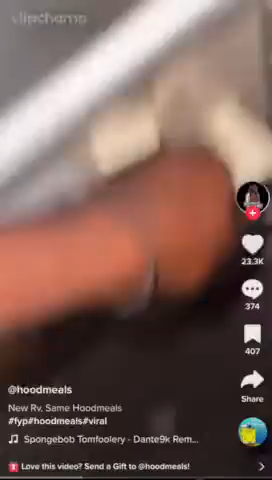 clipchamp
23.3K
374
407
Share
@hoodmeals
New Rv. Same Hoodmeals
#fyp#hoodmeals#viral
Spongebob Tomfoolery - Dante9k Rem...
Love this video? Send a Gift to @hoodmeals!